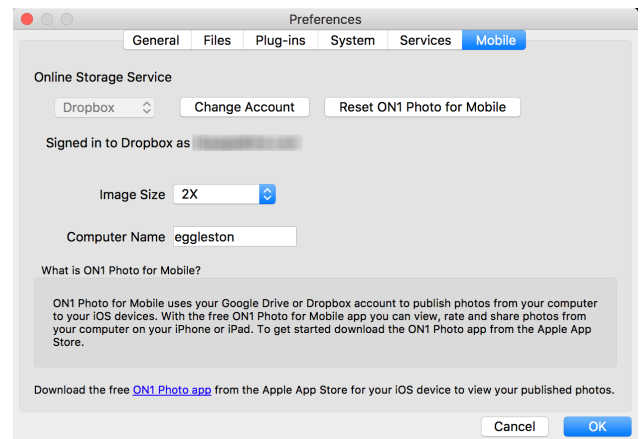 Preferences
General Files Plug-ins System Services Mobile
Online Storage Service
Dropbox Change Account Reset ON1 Photo for Mobile
Signed in to Dropbox as
Image Size 2X
Computer Name eggleston
What is ON1 Photo for Mobile?
ON1 Photo for Mobile uses your Google Drive or Dropbox account to publish photos from your computer
to your iOS devices. With the free ON1 Photo for Mobile app you can view, rate and share photos from
your computer on your iPhone or iPad. To get started download the ON1 Photo app from the Apple App
Store.
Download the free ON1 Photo app from the Apple App Store for your iOS device to view your published photos.
Cancel OK